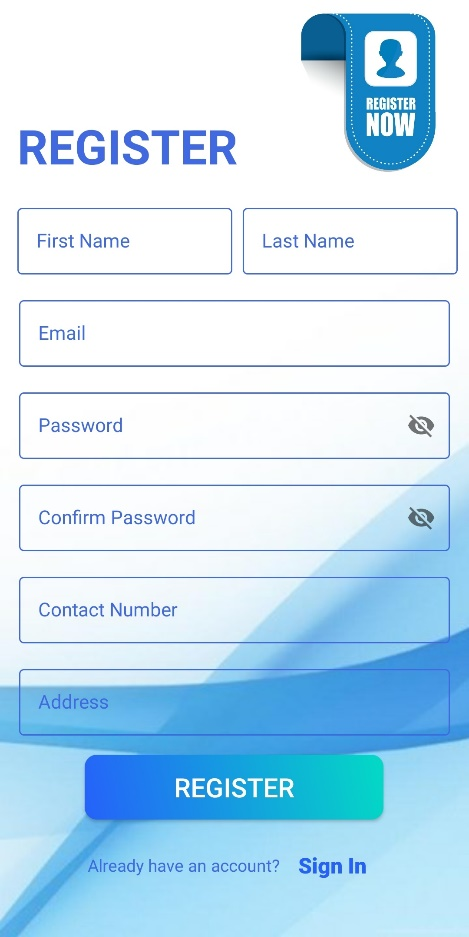 REGISTER
NOW
REGISTER
First Name
Last Name
Email
Password
Confirm Password
Contact Number
Address
REGISTER
Already have an account? Sign In